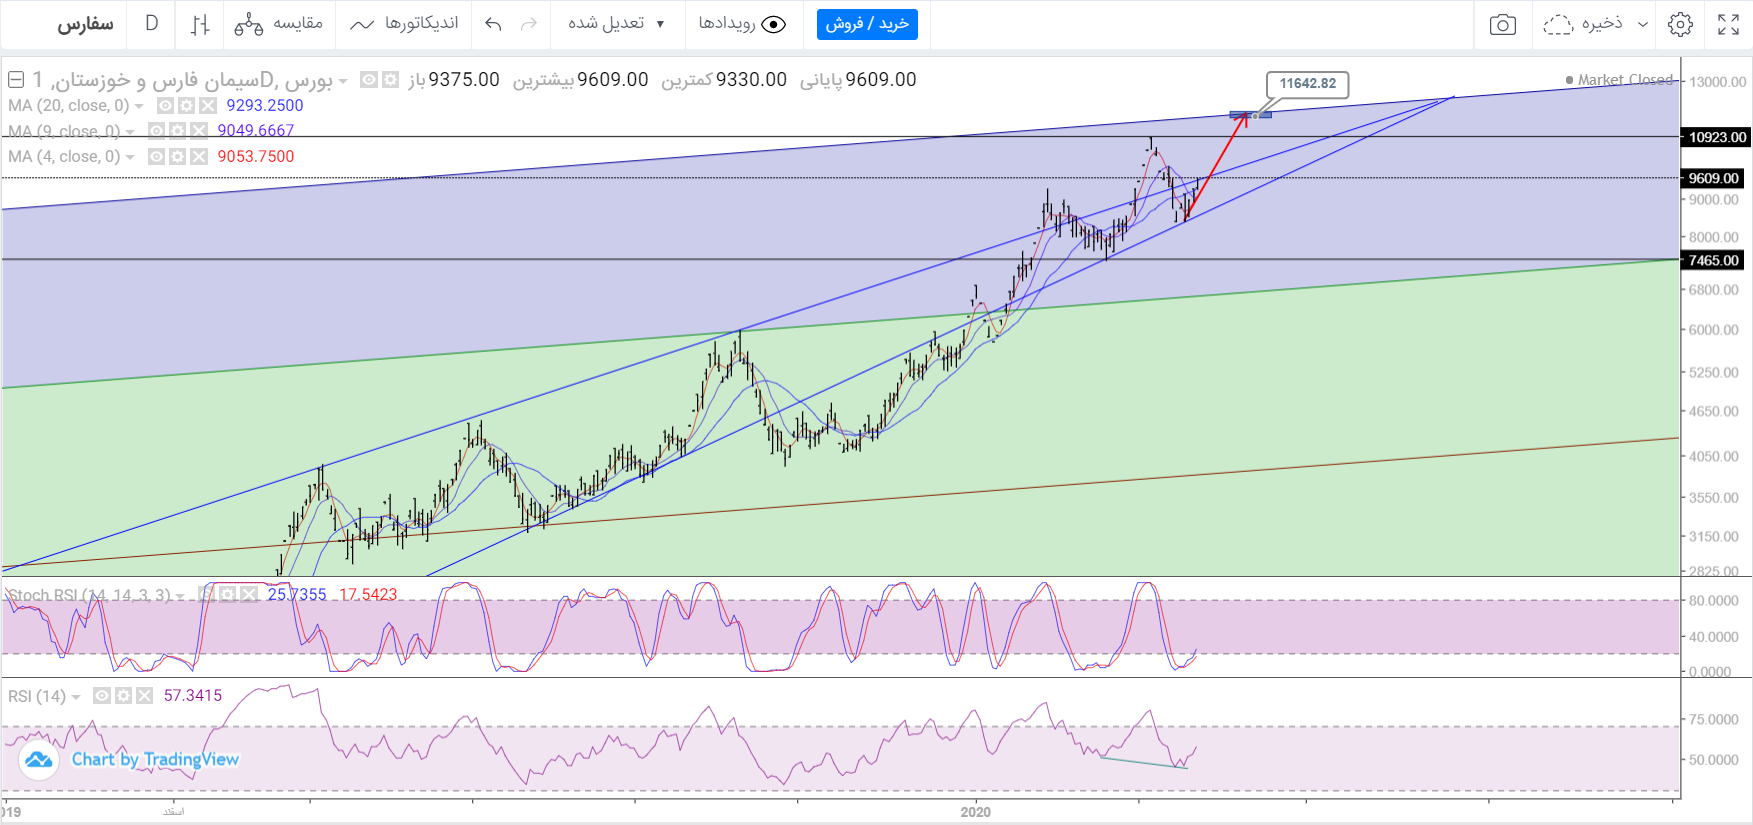 سفارس D مقایسه اندیکاتورها تعدیل شده ▼ رویدادها خرید / فروش ذخیره
سیمان فارس و خوزستان, 1D, بورس باز 9375.00 بیشترین 9609.00 کمترین 9330.00 پایانی 9609.00
MA (20, close, 0) 9293.2500
MA (9, close, 0) 9049.6667
MA (4, close, 0) 9053.7500
11642.82
Market Closed
13000.00
10923.00
9609.00
9000.00
8000.00
7465.00
6800.00
6000.00
5250.00
4650.00
4050.00
3550.00
3150.00
2825.00
Stoch RSI (14, 14, 3, 3) 25.7355 17.5423
80.0000
40.0000
0.0000
RSI (14) 57.3415
75.0000
50.0000
Chart by TradingView
2019 اسفند 2020